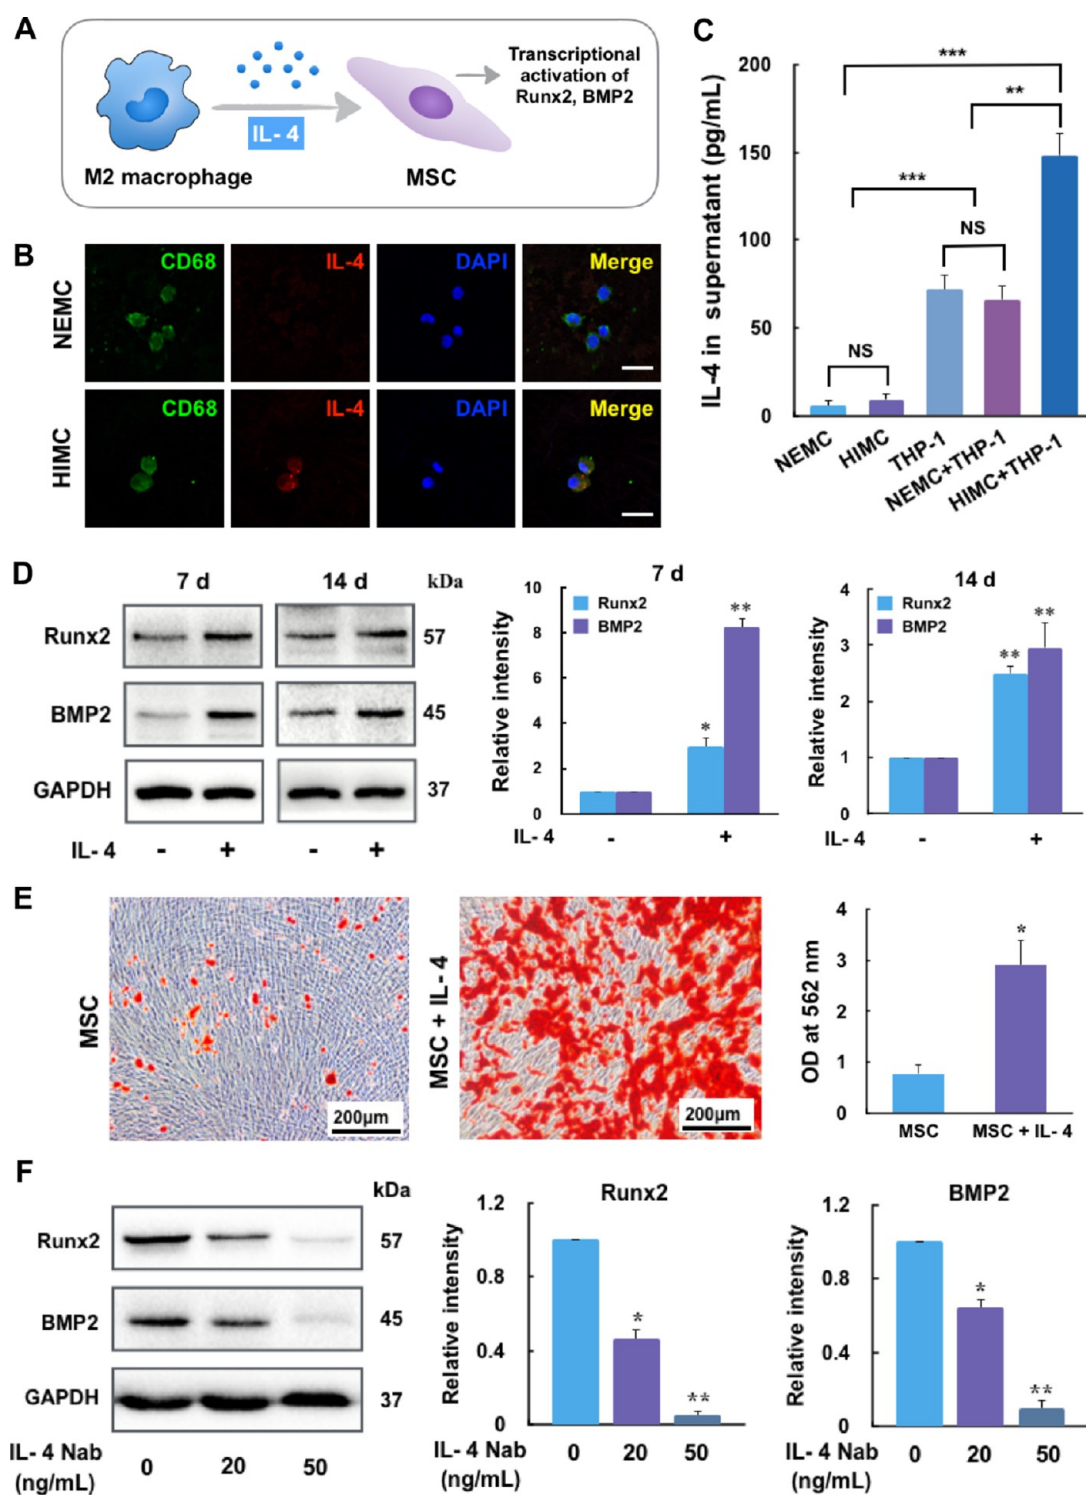 A
M2 macrophage
IL- 4
MSC
Transcriptional
activation of
Runx2, BMP2
B
NEMC
CD68
IL-4
DAPI
Merge
HIMC
CD68
IL-4
DAPI
Merge
C
IL-4 in supernatant (pg/mL)
200
150
100
50
0
***
**
***
NS
NS
NEMC
HIMC
THP-1
NEMC+THP-1
HIMC+THP-1
D
7 d
14 d
kDa
Runx2
57
BMP2
45
GAPDH
37
IL- 4
-
+
-
+
7 d
Relative intensity
10
8
6
4
2
0
Runx2
BMP2
*
**
IL- 4
-
+
14 d
Relative intensity
4
3
2
1
0
Runx2
BMP2
**
**
IL- 4
-
+
E
MSC
200μm
MSC + IL- 4
200μm
OD at 562 nm
4
3
2
1
0
*
MSC
MSC + IL- 4
F
kDa
Runx2
57
BMP2
45
GAPDH
37
IL- 4 Nab
(ng/mL)
0
20
50
Runx2
Relative intensity
1.2
0.8
0.4
0
*
**
IL- 4 Nab
(ng/mL)
0
20
50
BMP2
Relative intensity
1.2
0.8
0.4
0
*
**
IL- 4 Nab
(ng/mL)
0
20
50